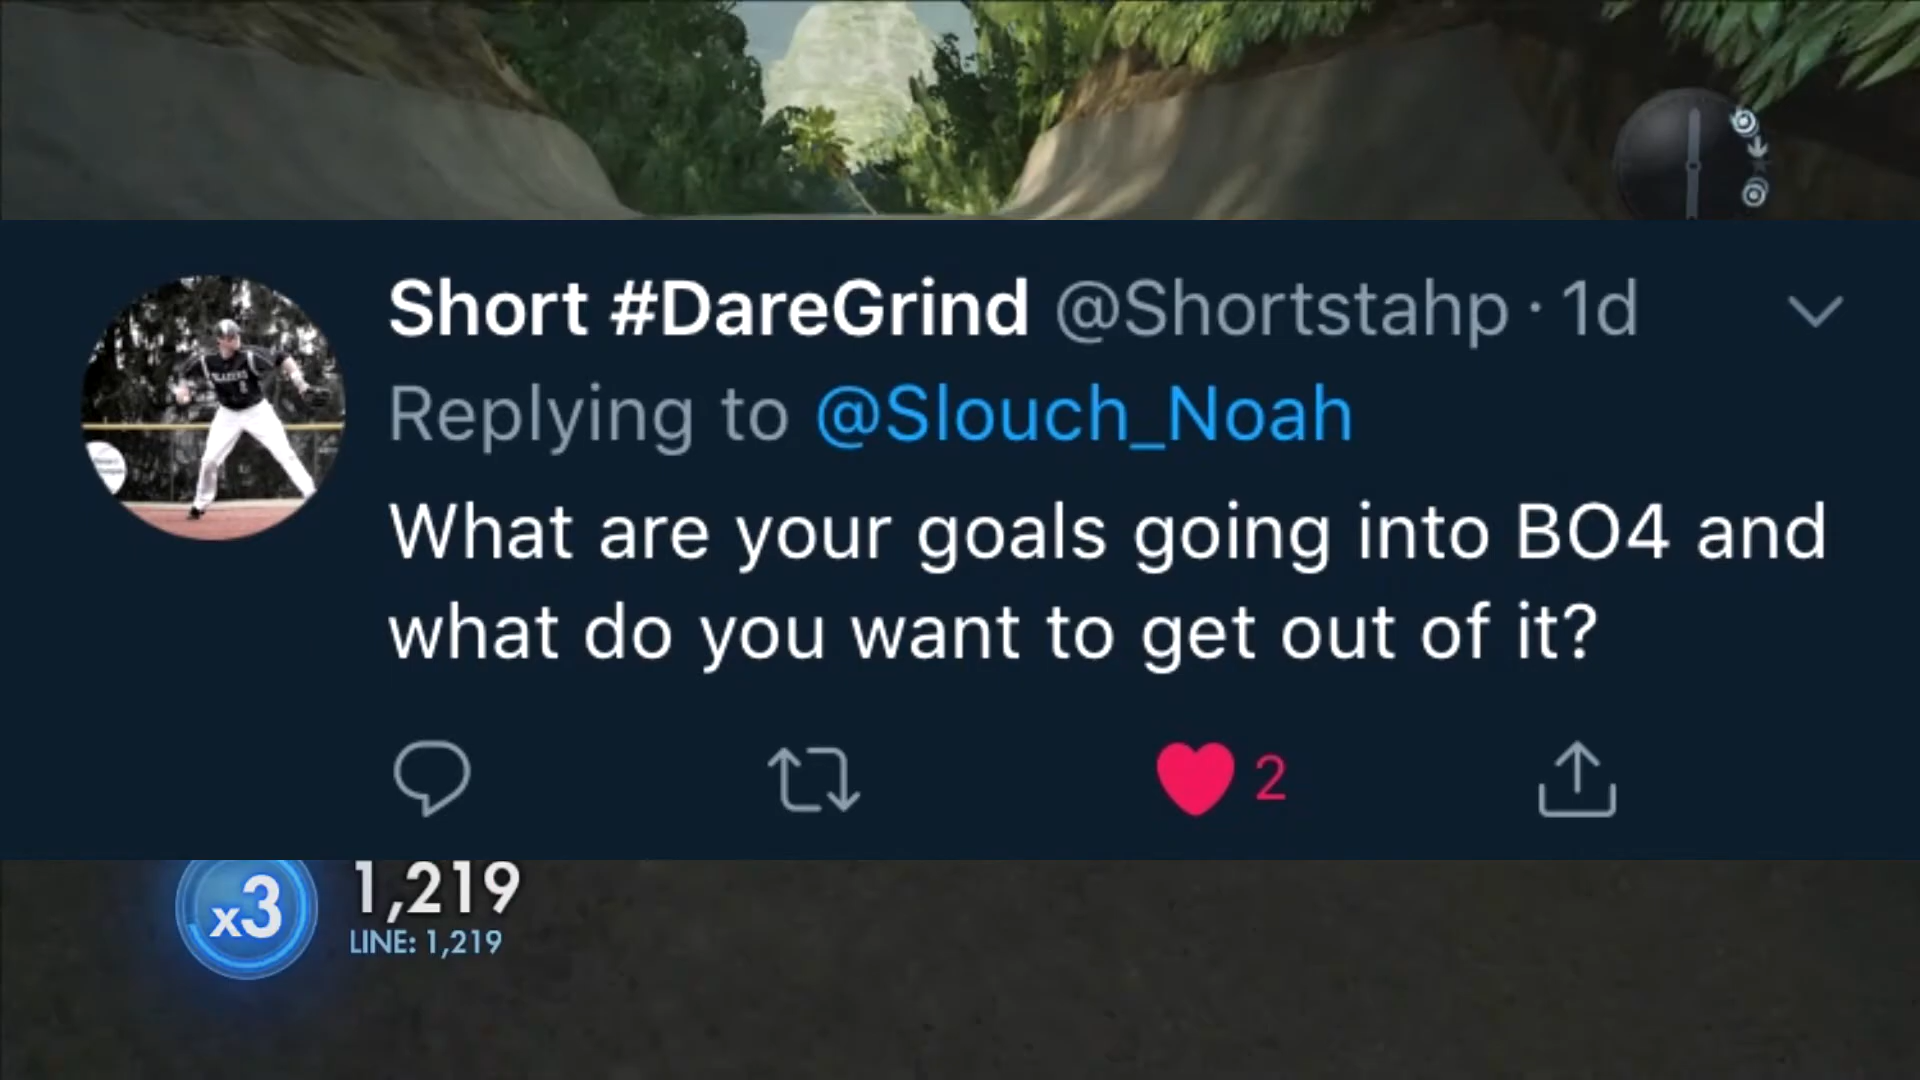 Short #DareGrind @Shortstahp · 1d
Replying to @Slouch_Noah
What are your goals going into BO4 and
what do you want to get out of it?
2
x3 1,219
LINE: 1,219